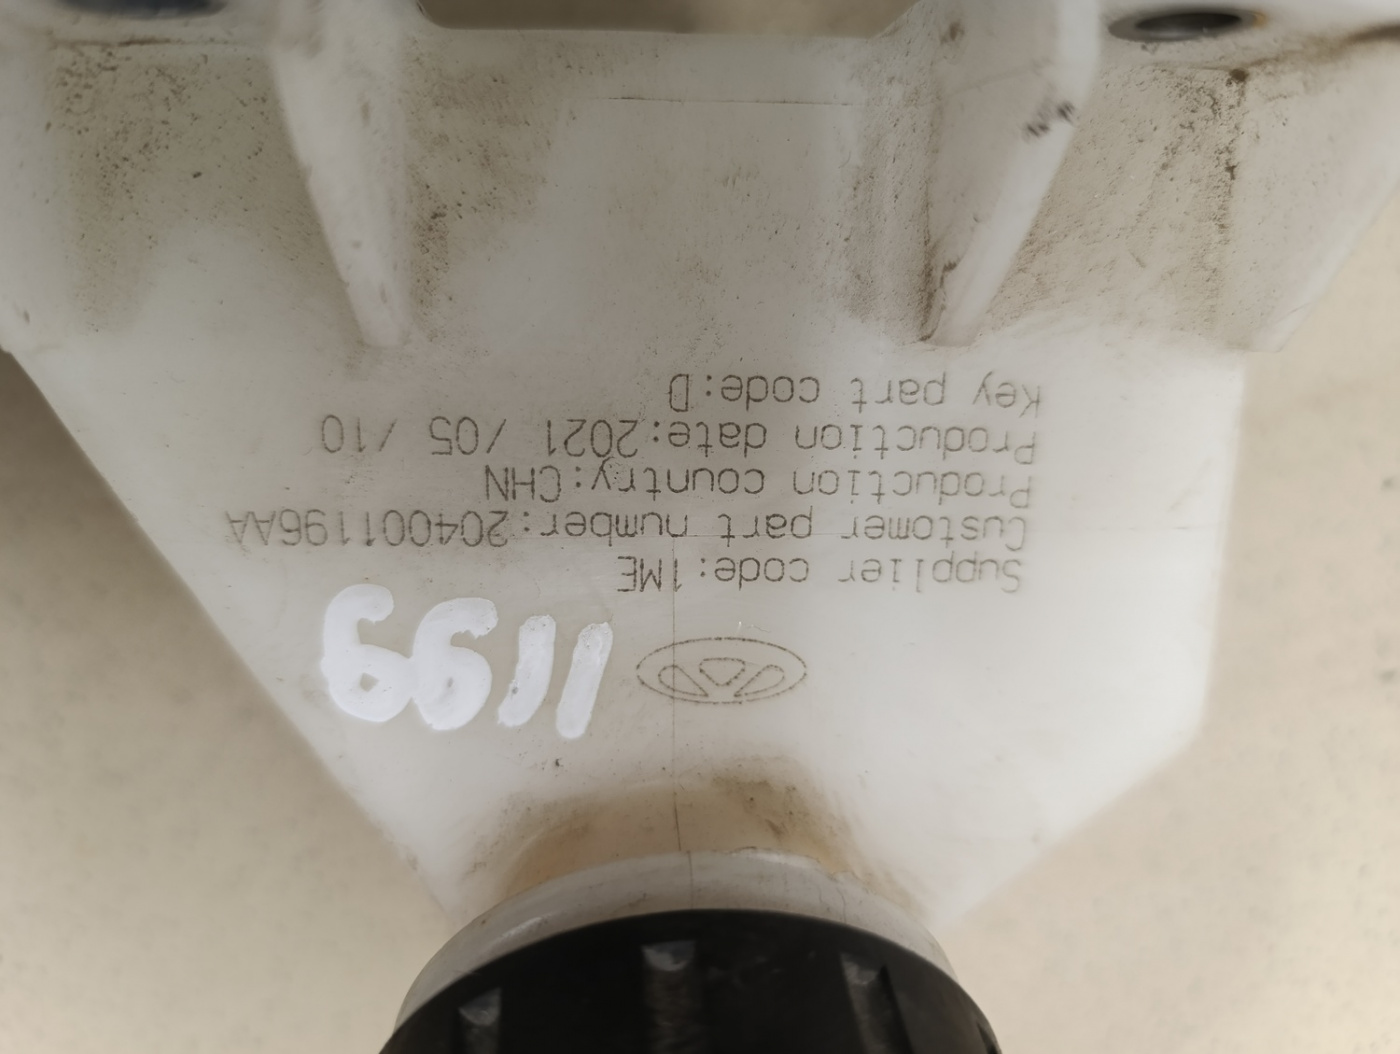 1199
Supplier code:1ME
Customer part number:204001196AA
Production country:CHN
Production date:2021 /05 /10
Key part code:D